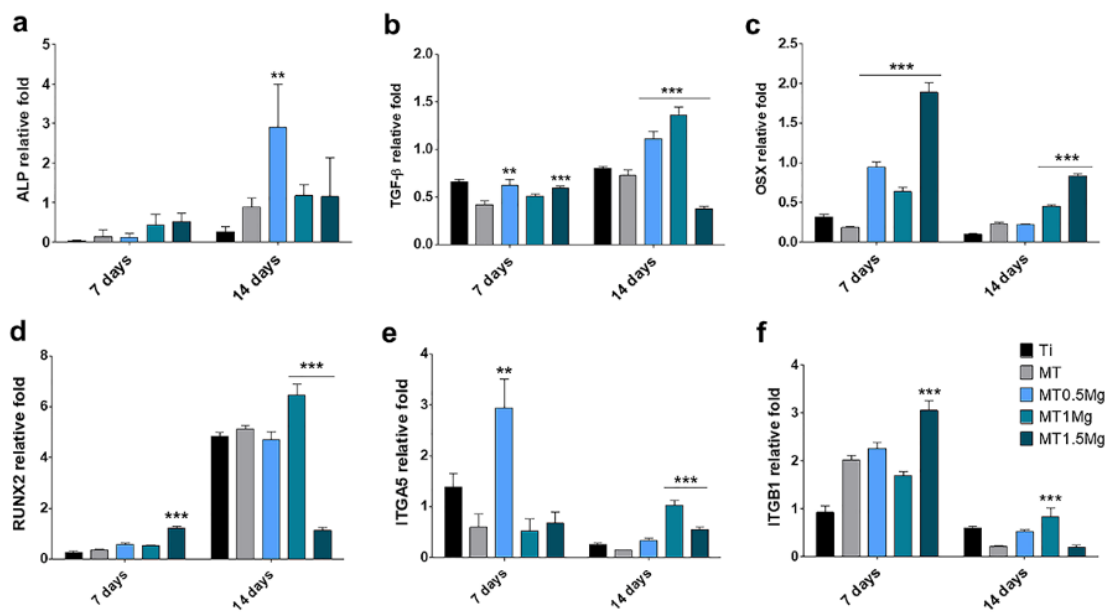 a
ALP relative fold
5
4
3
2
1
0
**
7 days
14 days
b
TGF-β relative fold
2.0
1.5
1.0
0.5
0.0
**
***
***
7 days
14 days
c
OSX relative fold
2.5
2.0
1.5
1.0
0.5
0.0
***
***
7 days
14 days
d
RUNX2 relative fold
8
6
4
2
0
***
***
7 days
14 days
e
ITGA5 relative fold
4
3
2
1
0
**
***
7 days
14 days
f
ITGB1 relative fold
4
3
2
1
0
***
***
7 days
14 days
Ti
MT
MT0.5Mg
MT1Mg
MT1.5Mg